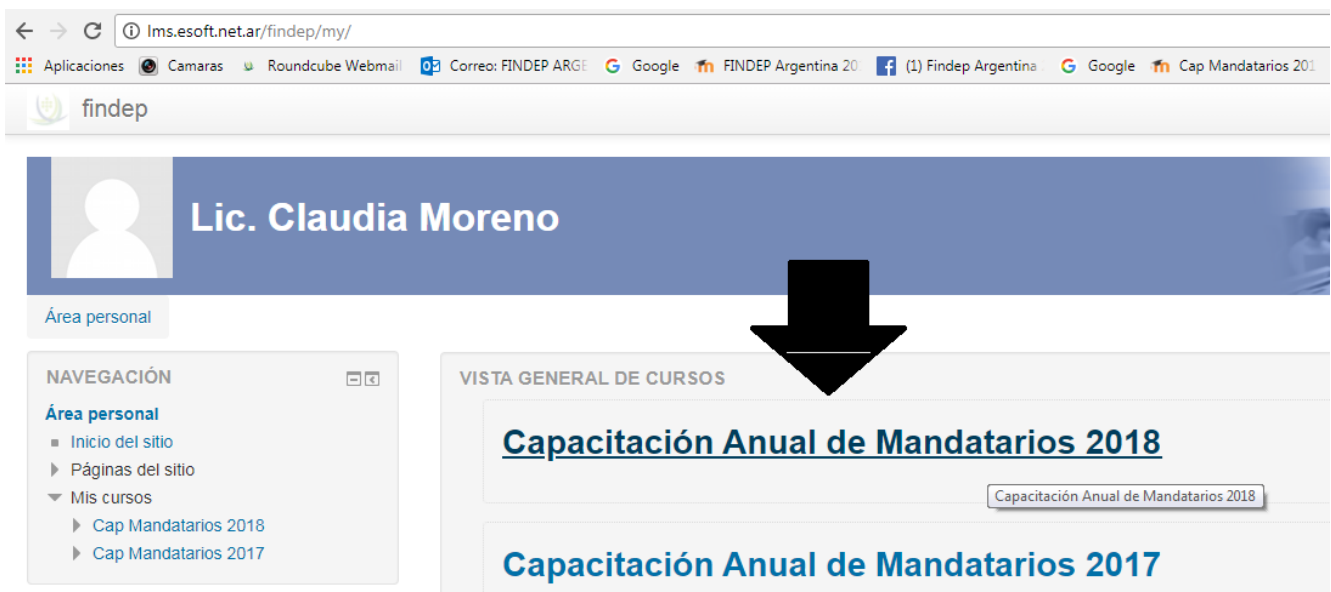 lms.esoft.net.ar/findep/my/
Aplicaciones Camaras Roundcube Webmail Correo: FINDEP ARGE Google FINDEP Argentina 20 (1) Findep Argentina Google Cap Mandatarios 201
findep
Lic. Claudia Moreno
Área personal
NAVEGACIÓN
Área personal
Inicio del sitio
Páginas del sitio
Mis cursos
Cap Mandatarios 2018
Cap Mandatarios 2017
VISTA GENERAL DE CURSOS
Capacitación Anual de Mandatarios 2018
Capacitación Anual de Mandatarios 2018
Capacitación Anual de Mandatarios 2017